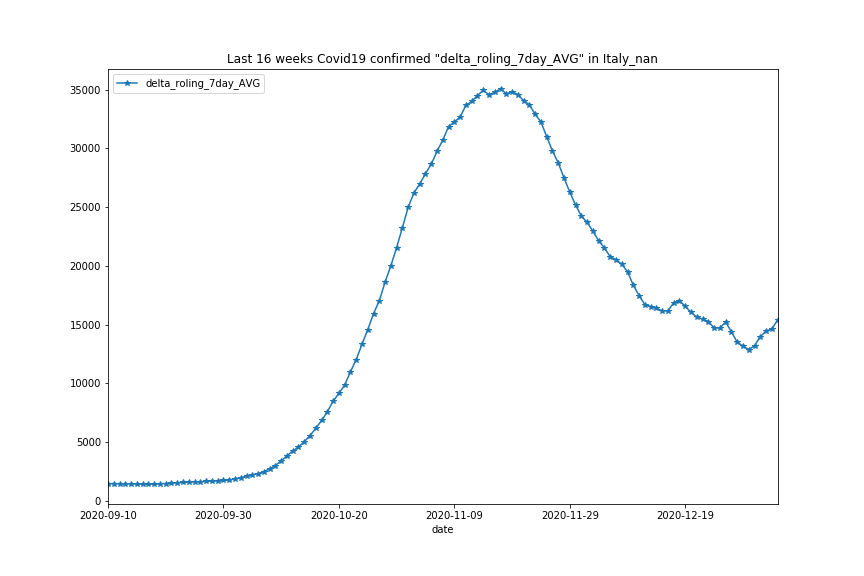 Last 16 weeks Covid19 confirmed "delta_roling_7day_AVG" in Italy_nan
delta_roling_7day_AVG
35000
30000
25000
20000
15000
10000
5000
0
2020-09-10 2020-09-30 2020-10-20 2020-11-09 2020-11-29 2020-12-19
date